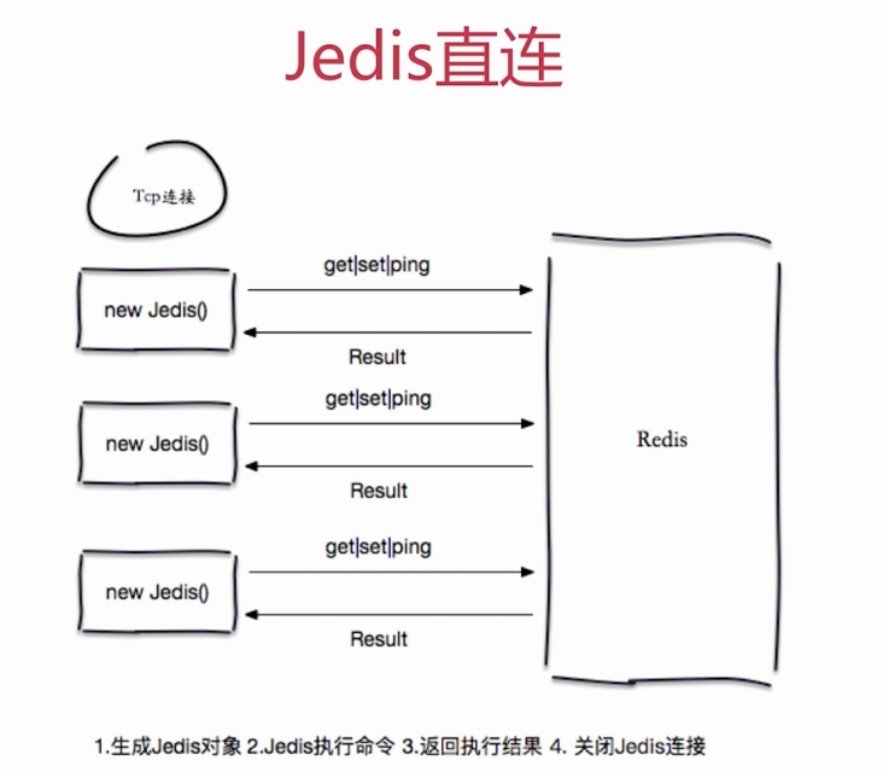 Jedis直连
Tcp连接
get|set|ping
new Jedis()
Result
get|set|ping
new Jedis()
Redis
Result
get|set|ping
new Jedis()
Result
1.生成Jedis对象 2.Jedis执行命令 3.返回执行结果 4. 关闭Jedis连接